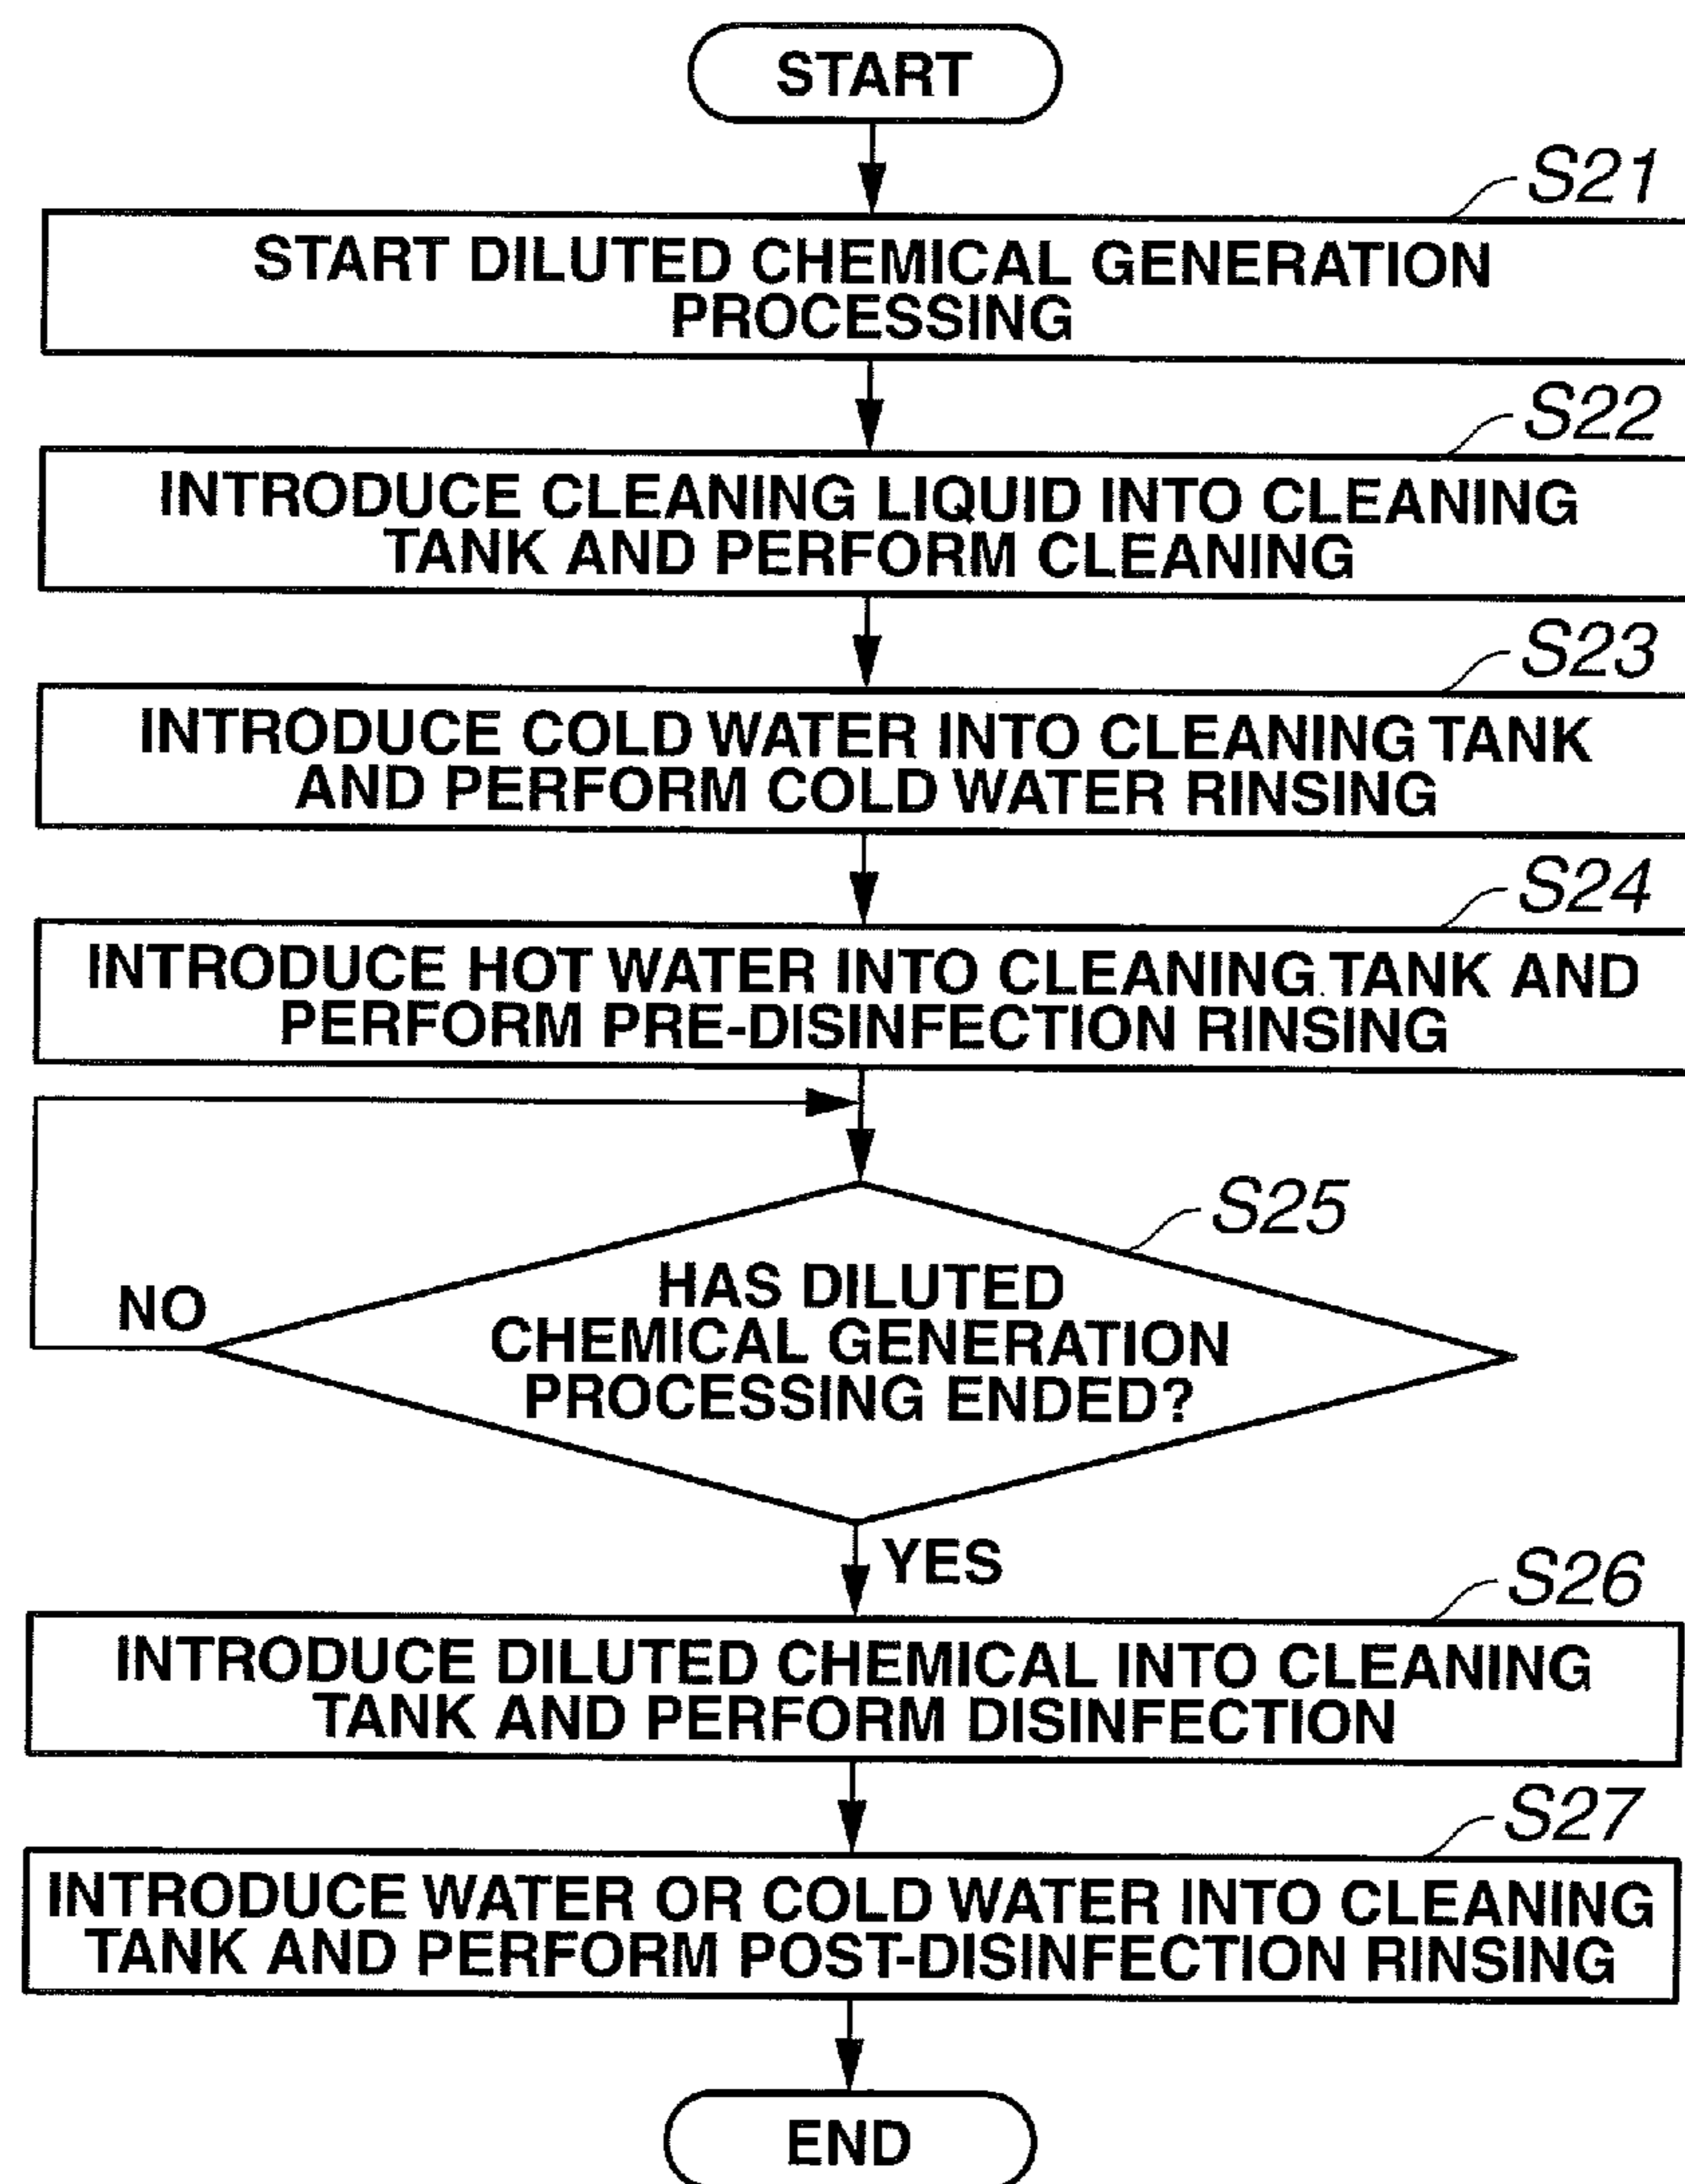 START
S21
START DILUTED CHEMICAL GENERATION
PROCESSING
S22
INTRODUCE CLEANING LIQUID INTO CLEANING
TANK AND PERFORM CLEANING
S23
INTRODUCE COLD WATER INTO CLEANING TANK
AND PERFORM COLD WATER RINSING
S24
INTRODUCE HOT WATER INTO CLEANING TANK AND
PERFORM PRE-DISINFECTION RINSING
S25
HAS DILUTED
CHEMICAL GENERATION
PROCESSING ENDED?
NO
YES
S26
INTRODUCE DILUTED CHEMICAL INTO CLEANING
TANK AND PERFORM DISINFECTION
S27
INTRODUCE WATER OR COLD WATER INTO CLEANING
TANK AND PERFORM POST-DISINFECTION RINSING
END